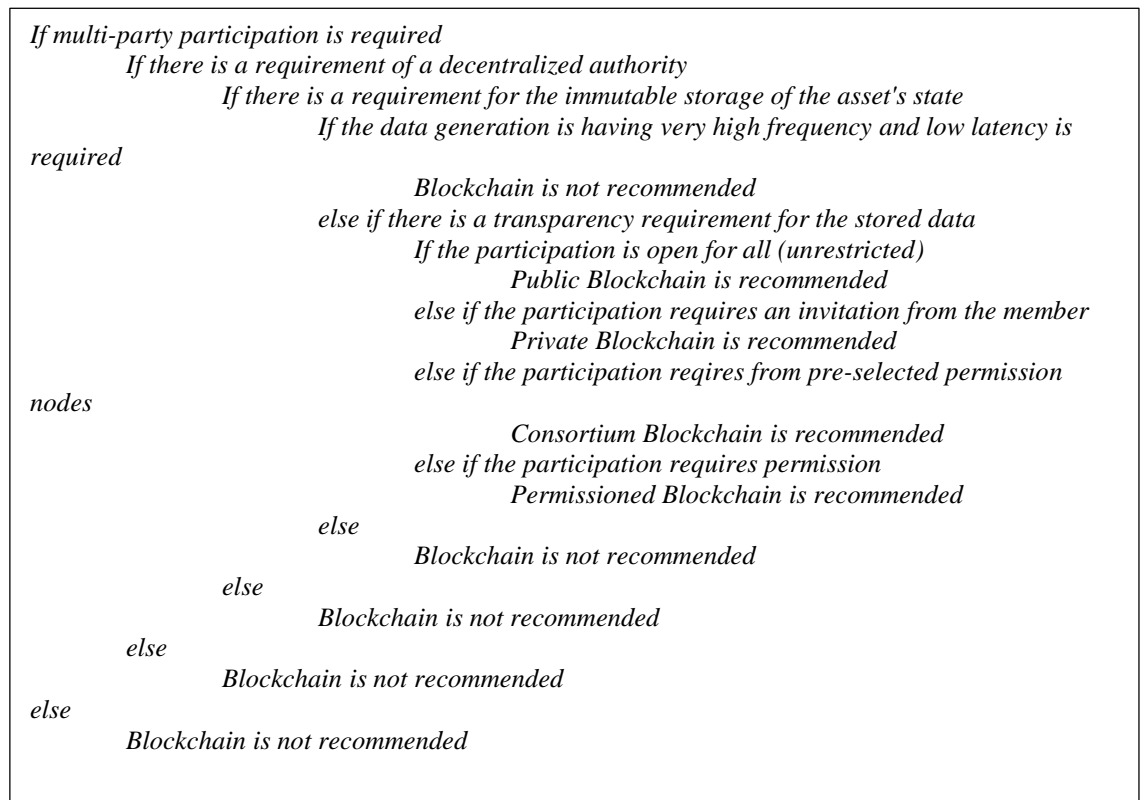 If multi-party participation is required
If there is a requirement of a decentralized authority
If there is a requirement for the immutable storage of the asset's state
If the data generation is having very high frequency and low latency is
required
Blockchain is not recommended
else if there is a transparency requirement for the stored data
If the participation is open for all (unrestricted)
Public Blockchain is recommended
else if the participation requires an invitation from the member
Private Blockchain is recommended
else if the participation reqires from pre-selected permission
nodes
Consortium Blockchain is recommended
else if the participation requires permission
Permissioned Blockchain is recommended
else
Blockchain is not recommended
else
Blockchain is not recommended
else
Blockchain is not recommended
else
Blockchain is not recommended